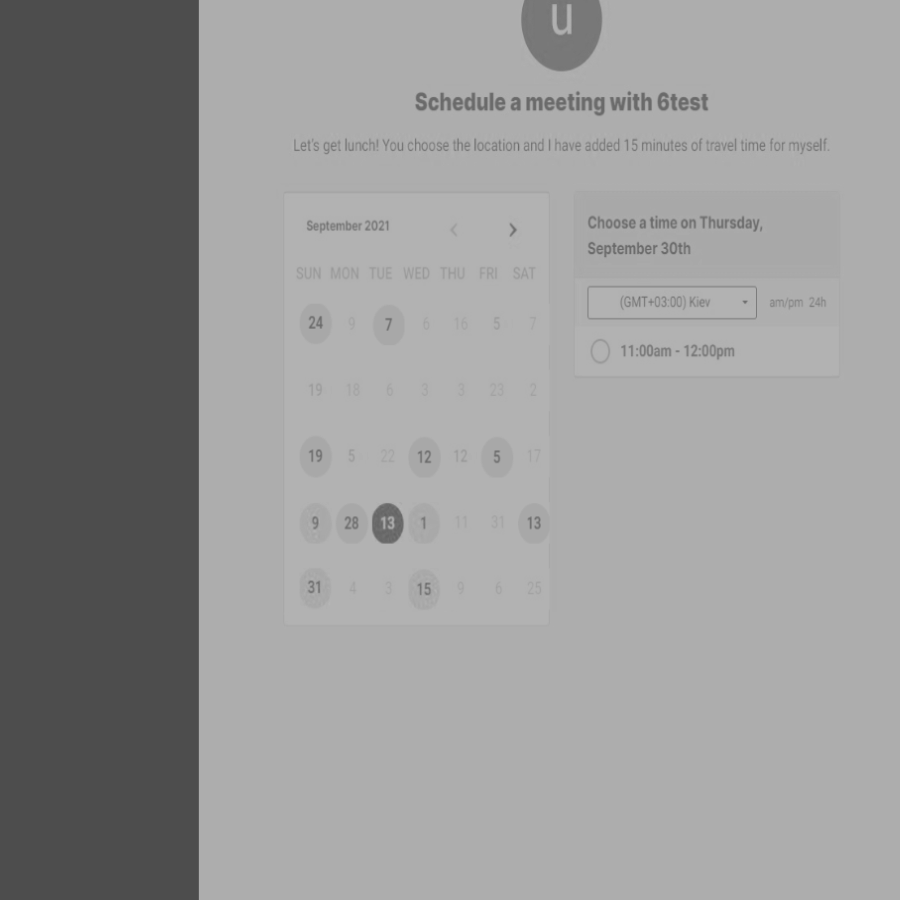 u
Schedule a meeting with 6test
Let's get lunch! You choose the location and I have added 15 minutes of travel time for myself.
September 2021
SUN MON TUE WED THU FRI SAT
24 9 7 6 16 5 7
19 18 6 3 3 23 2
19 5 22 12 12 5 17
9 28 13 1 11 31 13
31 4 3 15 9 6 25
Choose a time on Thursday,
September 30th
(GMT+03:00) Kiev am/pm 24h
11:00am - 12:00pm